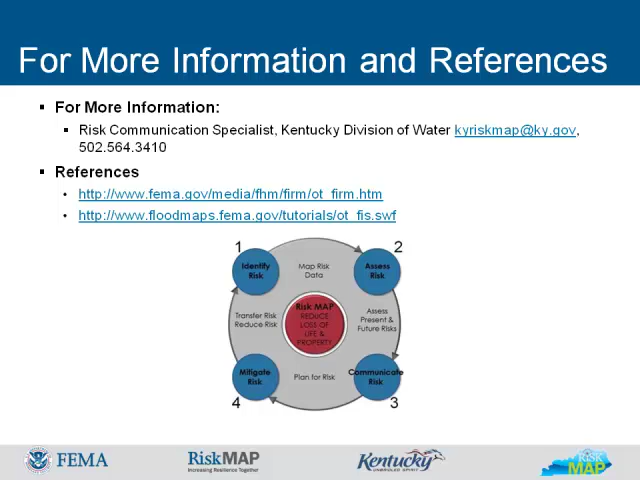 For More Information and References
▪ For More Information:
▪ Risk Communication Specialist, Kentucky Division of Water kyriskmap@ky.gov,
502.564.3410
▪ References
• http://www.fema.gov/media/fhm/firm/ot_firm.htm
• http://www.floodmaps.fema.gov/tutorials/ot_fis.swf
1
2
Identify
Risk
Map Risk
Data
Assess
Risk
Risk MAP
REDUCE
LOSS OF
LIFE &
PROPERTY
Transfer Risk
Reduce Risk
Assess
Present &
Future Risks
Mitigate
Risk
Plan for Risk
Communicate
Risk
4
3
FEMA
RiskMAP
Increasing Resilience Together
Kentucky
UNBRIDLED SPIRIT
RISK
MAP